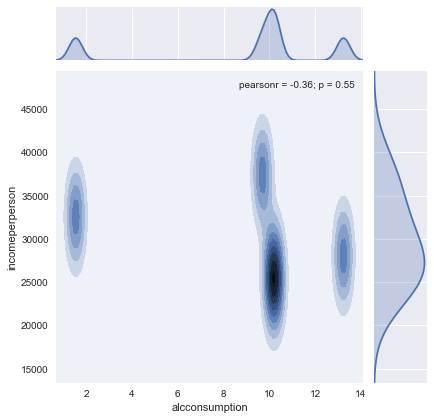 pearsonr = -0.36; p = 0.55
45000
40000
35000
30000
25000
20000
15000
incomeperperson
2 4 6 8 10 12 14
alcconsumption